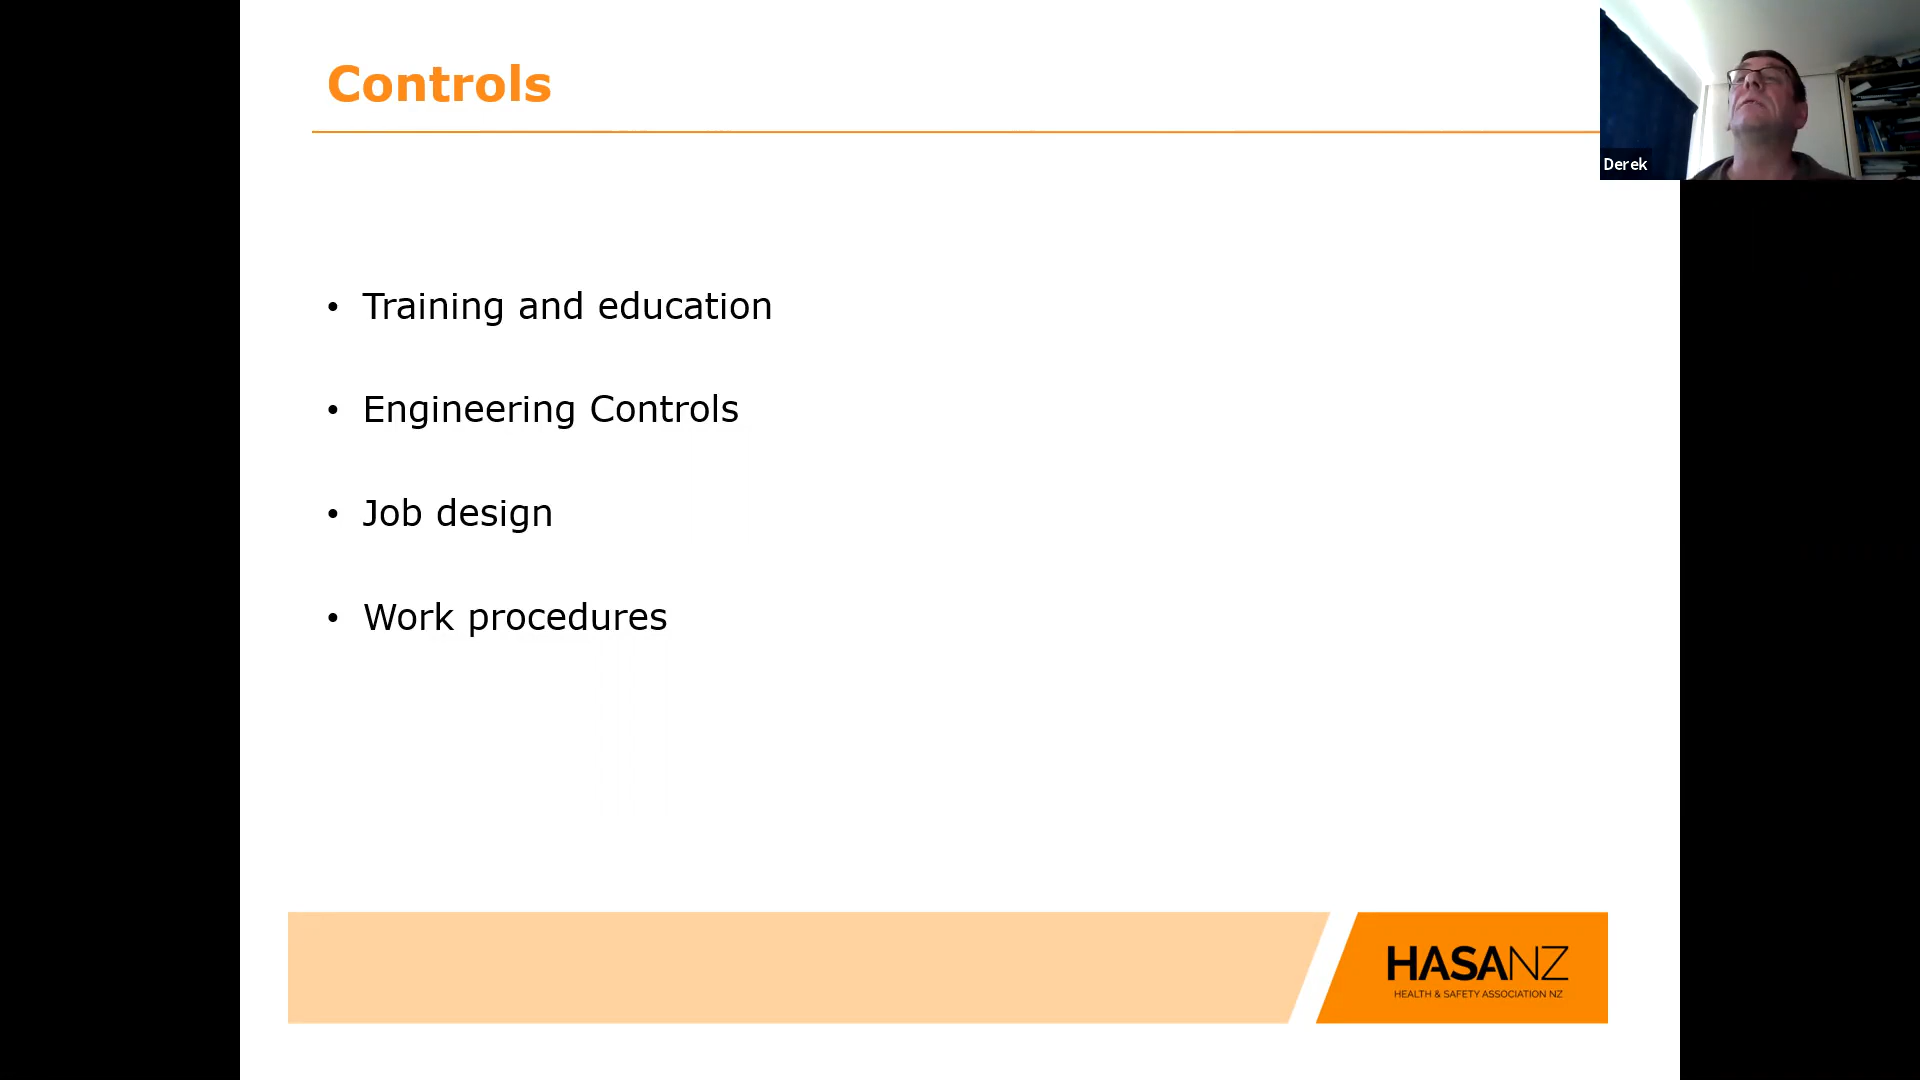 Controls
Derek
• Training and education
• Engineering Controls
• Job design
• Work procedures
HASANZ
HEALTH & SAFETY ASSOCIATION NZ